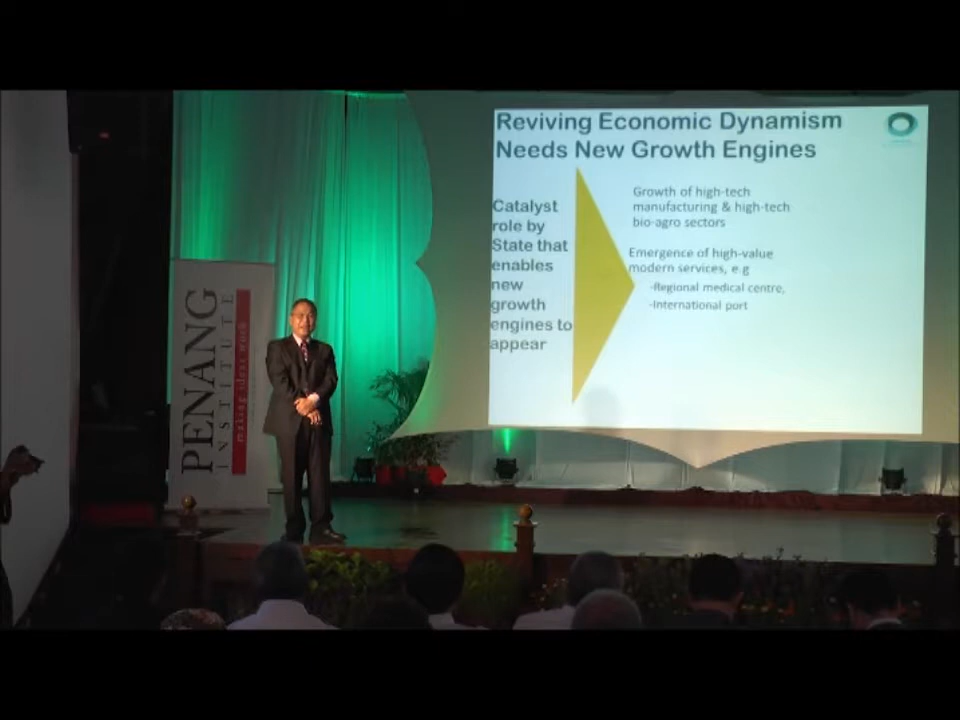 Reviving Economic Dynamism
Needs New Growth Engines
Catalyst
role by
State that
enables
new
growth
engines to
appear
Growth of high-tech
manufacturing & high-tech
bio-agro sectors
Emergence of high-value
modern services, e.g
-Regional medical centre,
-International port
PENANG
INSTITUTE
making ideas work